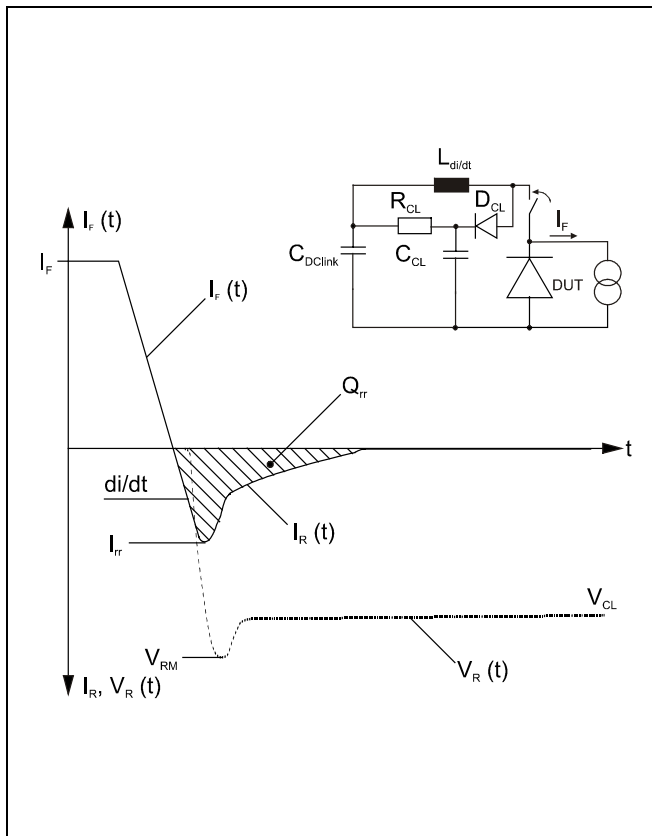 L di/dt
R CL
D CL
I F (t)
I F
C DClink
C CL
I F
DUT
I F (t)
Q rr
t
di/dt
I R (t)
I rr
V CL
V RM
V R (t)
I R, V R (t)